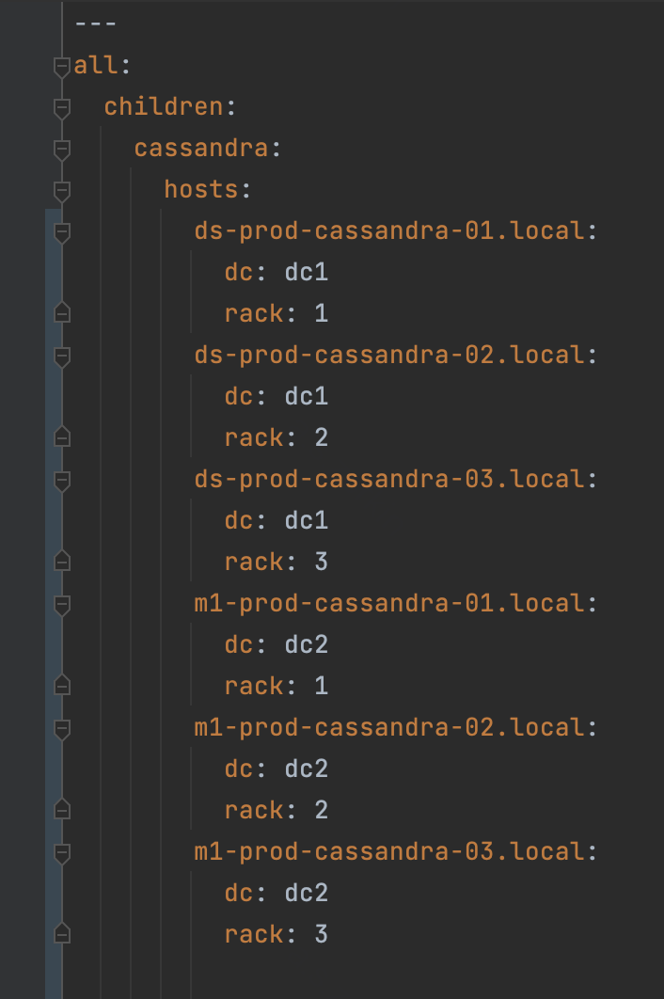 ---
all:
  children:
    cassandra:
      hosts:
        ds-prod-cassandra-01.local:
          dc: dc1
          rack: 1
        ds-prod-cassandra-02.local:
          dc: dc1
          rack: 2
        ds-prod-cassandra-03.local:
          dc: dc1
          rack: 3
        m1-prod-cassandra-01.local:
          dc: dc2
          rack: 1
        m1-prod-cassandra-02.local:
          dc: dc2
          rack: 2
        m1-prod-cassandra-03.local:
          dc: dc2
          rack: 3